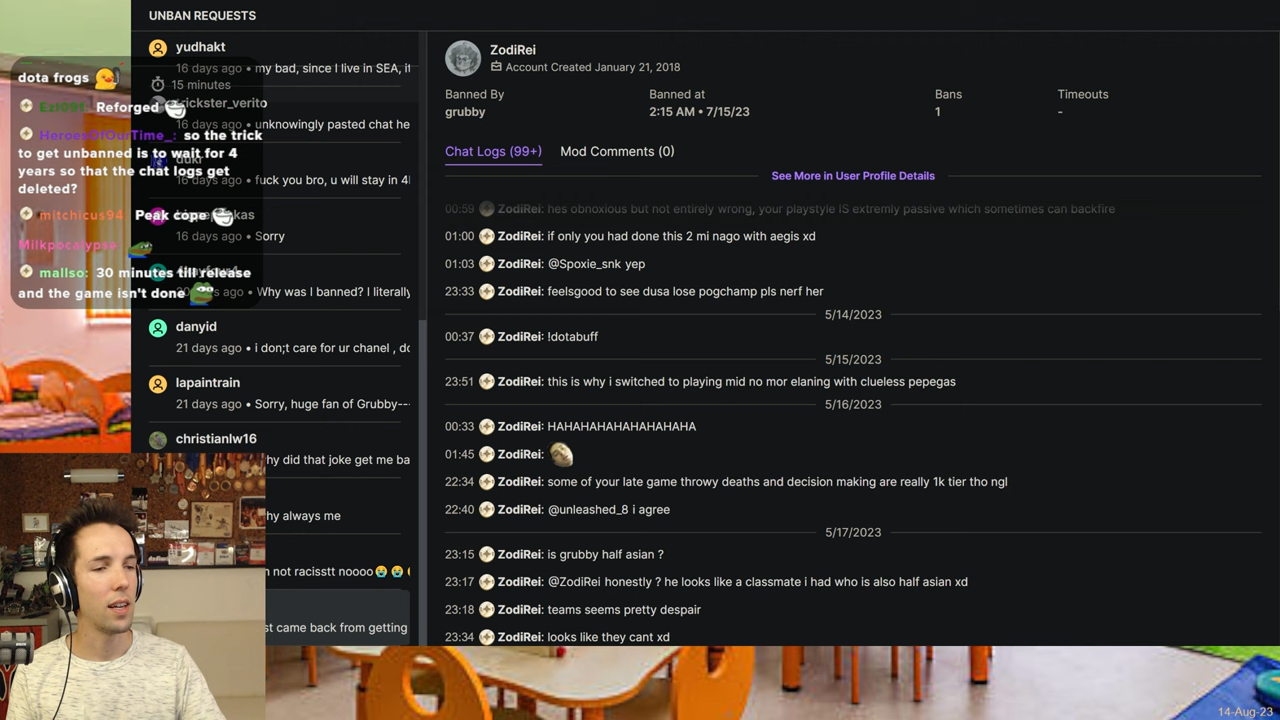 UNBAN REQUESTS
yudhakt
16 days ago • my bad, since I live in SEA, it
15 minutes
trickster_verito
16 days ago • unknowingly pasted chat he
16 days ago • fuck you bro, u will stay in 4
16 days ago • Sorry
ago • Why was I banned? I literally
danyid
21 days ago • i don;t care for ur chanel , do
lapaintrain
21 days ago • Sorry, huge fan of Grubby--
christianlw16
hy did that joke get me ba
hy always me
n not racisstt noooo😭😭
st came back from getting
dota frogs
Reforged
HeroesOfOurTime_: so the trick
to get unbanned is to wait for 4
years so that the chat logs get
deleted?
mitchicus94 Peak cope
Milkpocalypse
mallso: 30 minutes till release
and the game isn't done
ZodiRei
Account Created January 21, 2018
Banned By
grubby
Banned at
2:15 AM • 7/15/23
Bans
1
Timeouts
-
Chat Logs (99+)
Mod Comments (0)
See More in User Profile Details
00:59 ZodiRei: hes obnoxious but not entirely wrong, your playstyle iS extremly passive which sometimes can backfire
01:00 ZodiRei: if only you had done this 2 mi nago with aegis xd
01:03 ZodiRei: @Spoxie_snk yep
23:33 ZodiRei: feelsgood to see dusa lose pogchamp pls nerf her
5/14/2023
00:37 ZodiRei: !dotabuff
5/15/2023
23:51 ZodiRei: this is why i switched to playing mid no mor elaning with clueless pepegas
5/16/2023
00:33 ZodiRei: HAHAHAHAHAHAHAHAHA
01:45 ZodiRei:
22:34 ZodiRei: some of your late game throwy deaths and decision making are really 1k tier tho ngl
22:40 ZodiRei: @unleashed_8 i agree
5/17/2023
23:15 ZodiRei: is grubby half asian ?
23:17 ZodiRei: @ZodiRei honestly ? he looks like a classmate i had who is also half asian xd
23:18 ZodiRei: teams seems pretty despair
23:34 ZodiRei: looks like they cant xd
14-Aug-23